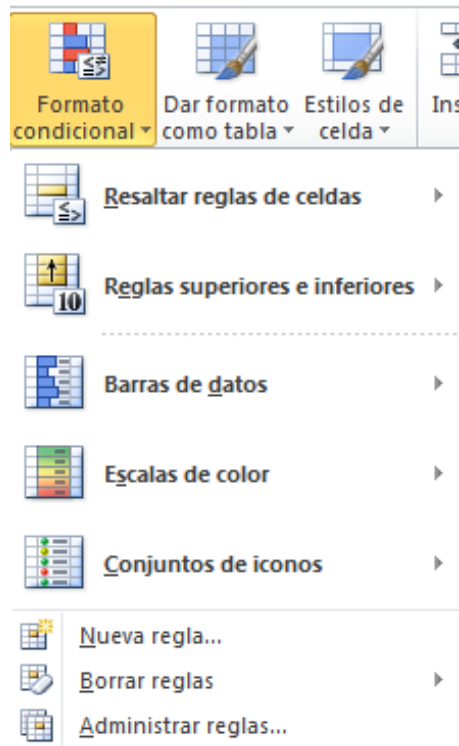 Formato Dar formato Estilos de Ins
condicional como tabla celda
Resaltar reglas de celdas
Reglas superiores e inferiores
10
Barras de datos
Escalas de color
Conjuntos de iconos
Nueva regla...
Borrar reglas
Administrar reglas...